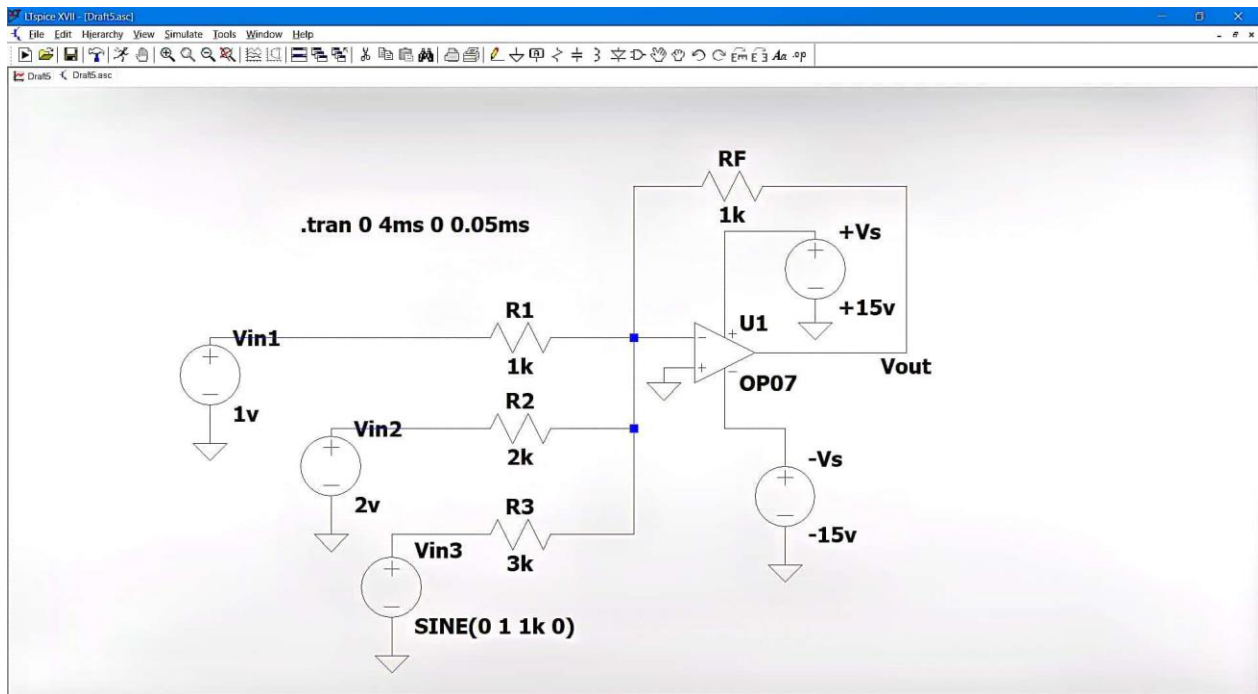 LTspice XVII - [Draft5.asc]
File Edit Hierarchy View Simulate Tools Window Help
Draft5 Draft5.asc
RF
1k
.tran 0 4ms 0 0.05ms
+Vs
+15v
R1
1k
Vin1
1v
U1
OP07
Vout
R2
2k
Vin2
2v
-Vs
-15v
R3
3k
Vin3
SINE(0 1 1k 0)